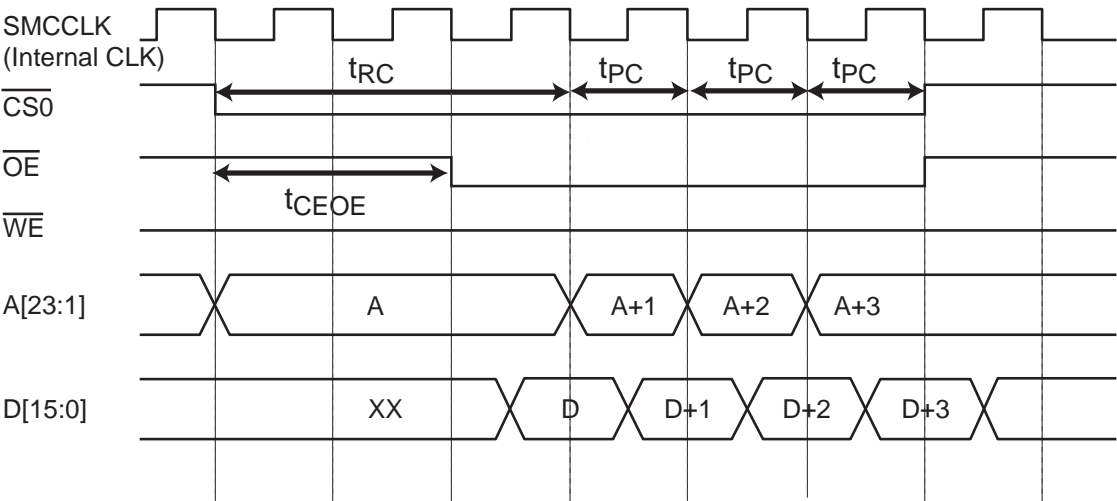 SMCCLK
(Internal CLK)
tRC tPC tPC tPC
CS0
OE
tCEOE
WE
A[23:1] A A+1 A+2 A+3
D[15:0] XX D D+1 D+2 D+3